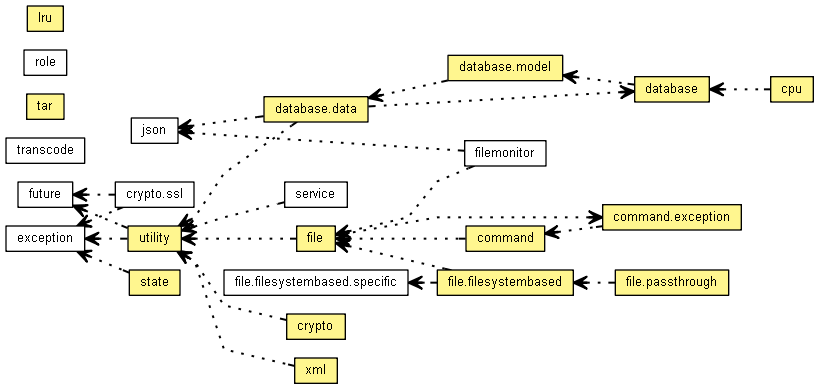 lru
role
tar
transcode
future
exception
json
crypto.ssl
utility
state
database.data
service
file
file.filesystembased.specific
crypto
xml
database.model
filemonitor
command
file.filesystembased
database
command.exception
file.passthrough
cpu